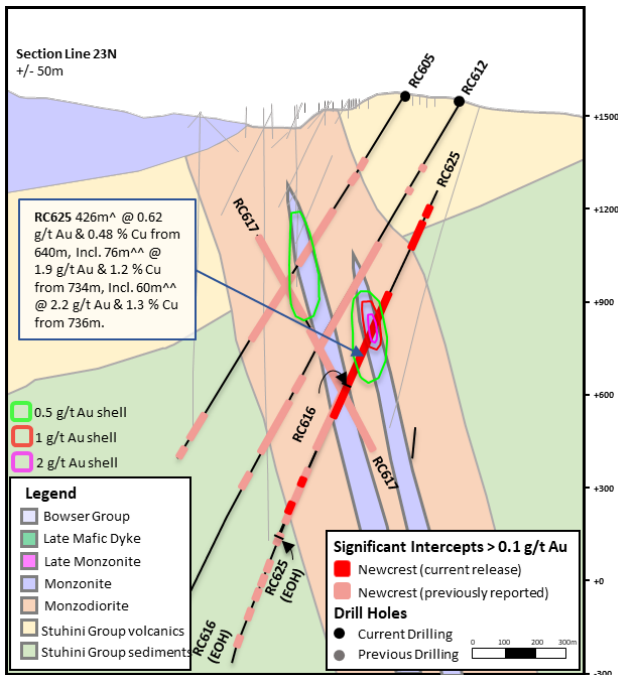 Section Line 23N
+/- 50m
RC605
RC612
RC625
RC617
+1500
+1200
+900
+600
+300
+0
-300
RC625 426m^ @ 0.62
g/t Au & 0.48 % Cu from
640m, Incl. 76m^^ @
1.9 g/t Au & 1.2 % Cu
from 734m, Incl. 60m^^
@ 2.2 g/t Au & 1.3 % Cu
from 736m.
RC616
RC617
0.5 g/t Au shell
1 g/t Au shell
2 g/t Au shell
Legend
Bowser Group
Late Mafic Dyke
Late Monzonite
Monzonite
Monzodiorite
Stuhini Group volcanics
Stuhini Group sediments
RC625
(EOH)
RC616
(EOH)
Significant Intercepts > 0.1 g/t Au
Newcrest (current release)
Newcrest (previously reported)
Drill Holes
Current Drilling
Previous Drilling
0 100 200 300m